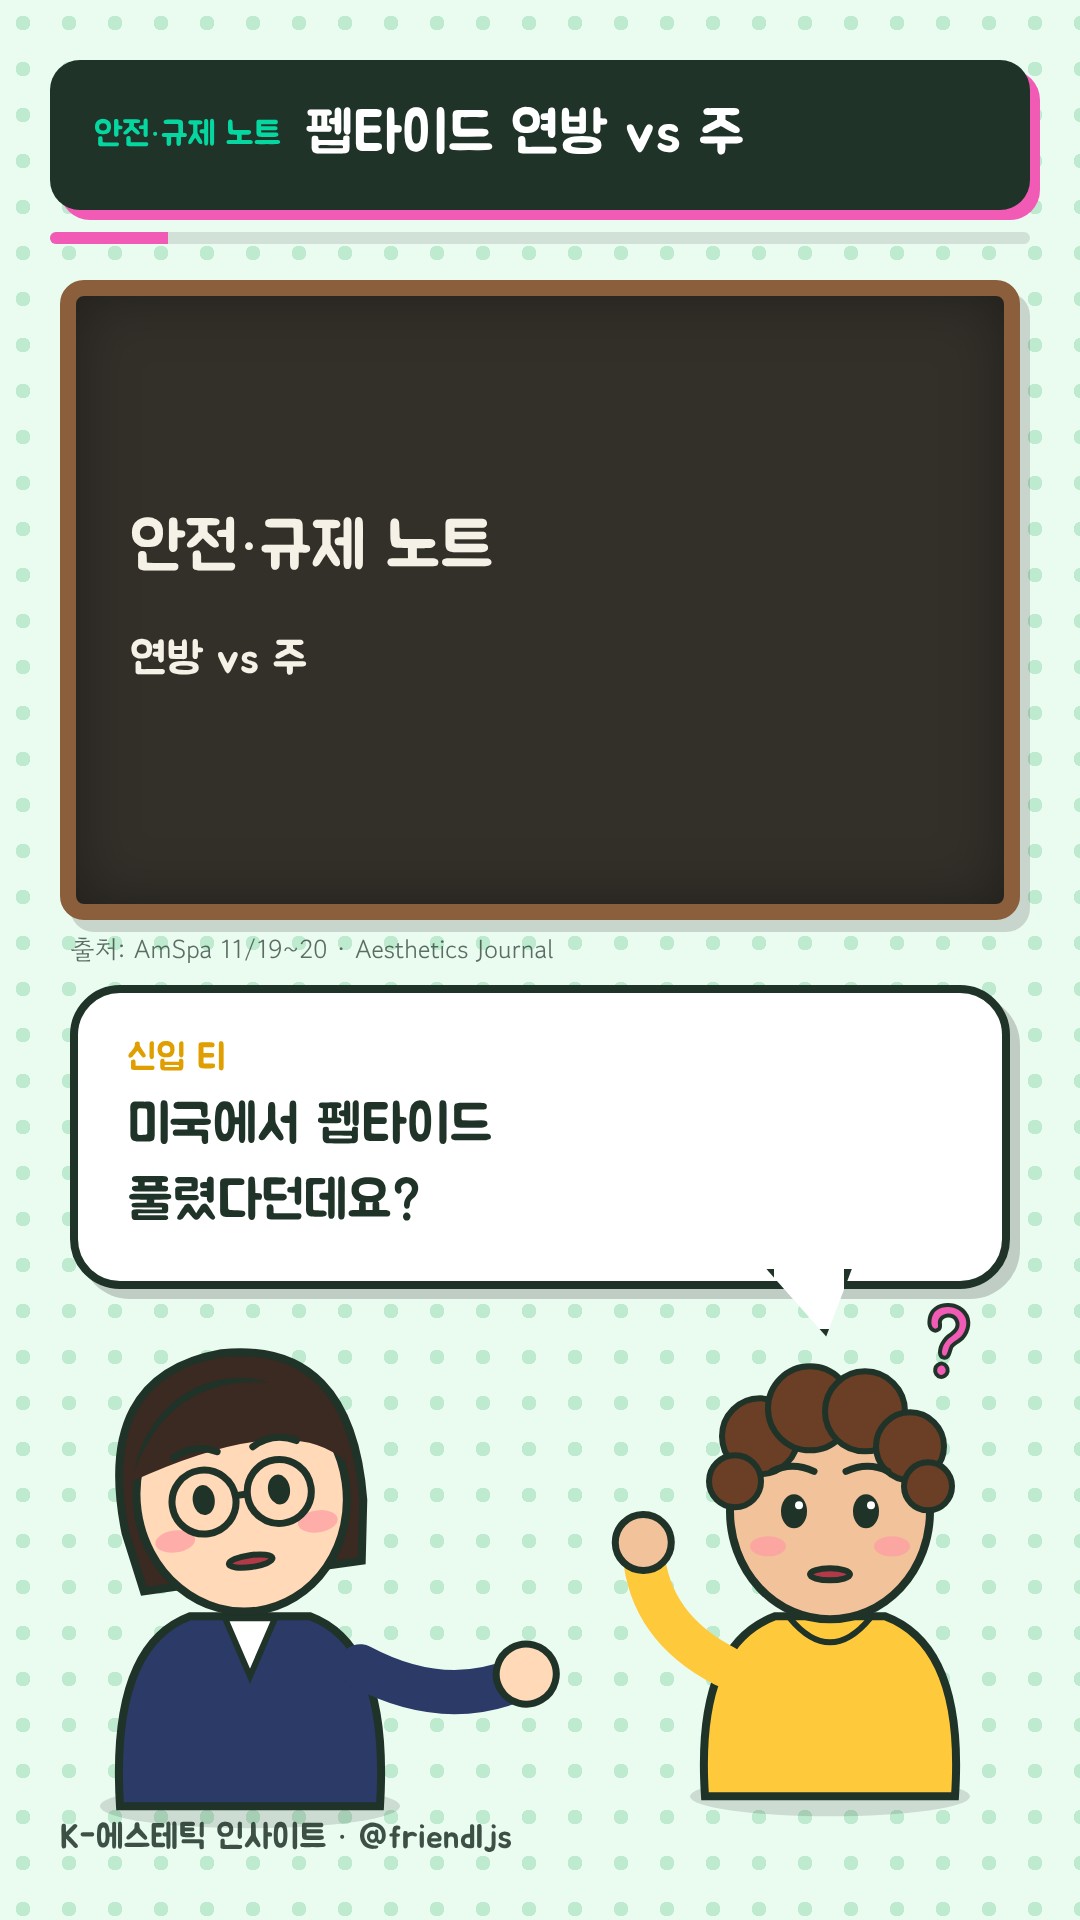 안전·규제 노트 펩타이드 연방 vs 주
안전·규제 노트
연방 vs 주
출처: AmSpa 11/19~20 · Aesthetics Journal
신입 티
미국에서 펩타이드
풀렸다던데요?
?
K-에스테틱 인사이트 · @friendljs